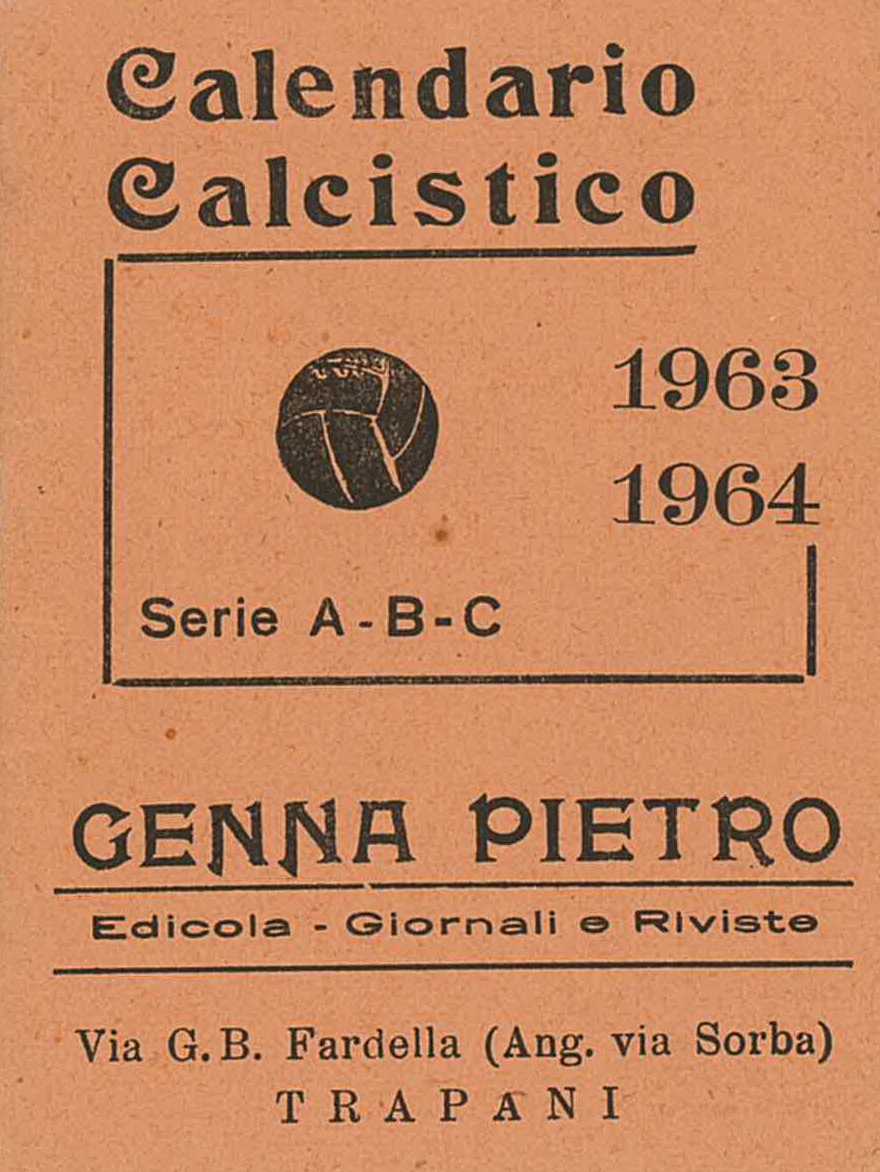 Calendario
Calcistico
1963
1964
Serie A-B-C
GENNA PIETRO
Edicola - Giornali e Riviste
Via G.B. Fardella (Ang. via Sorba)
TRAPANI